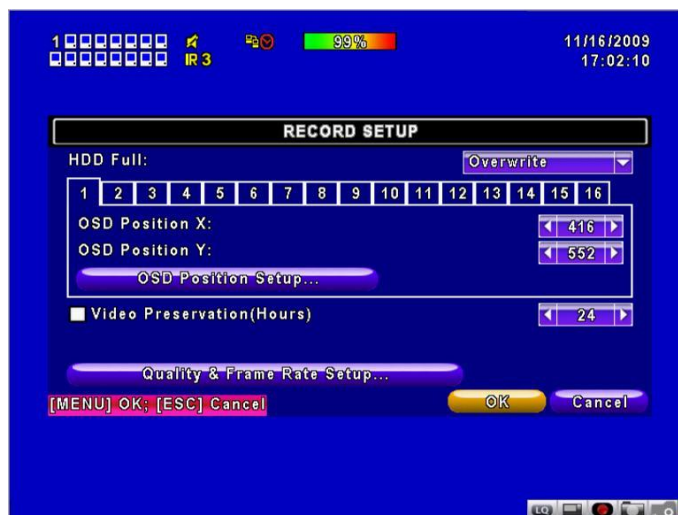 1
IR 3
99%
11/16/2009
17:02:10
RECORD SETUP
HDD Full:
Overwrite
1 2 3 4 5 6 7 8 9 10 11 12 13 14 15 16
OSD Position X:
416
OSD Position Y:
552
OSD Position Setup...
Video Preservation(Hours)
24
Quality & Frame Rate Setup...
[MENU] OK; [ESC] Cancel
OK
Cancel
LQ